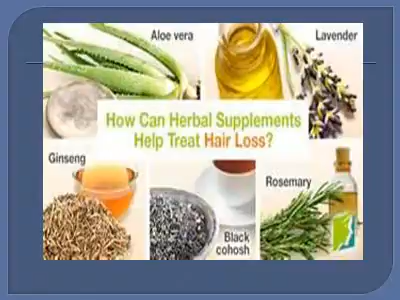 Aloe vera
Lavender
How Can Herbal Supplements
Help Treat Hair Loss?
Ginseng
Black
cohosh
Rosemary